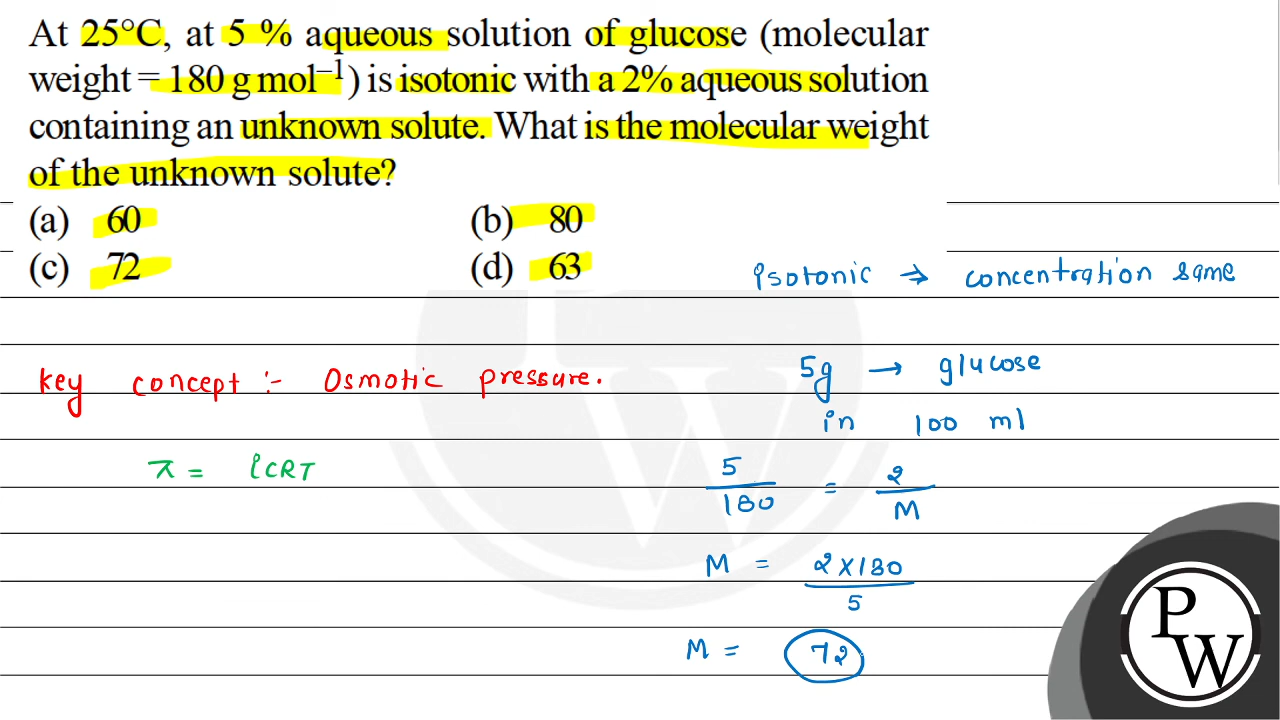 At 25°C, at 5 % aqueous solution of glucose (molecular
weight = 180 g mol⁻¹) is isotonic with a 2% aqueous solution
containing an unknown solute. What is the molecular weight
of the unknown solute?
(a) 60 (b) 80
(c) 72 (d) 63
Isotonic → concentration same
key concept :- Osmotic pressure.
5g → glucose
in 100 ml
π = iCRT
5/180 = 2/M
M = 2×180/5
M = 72
PW